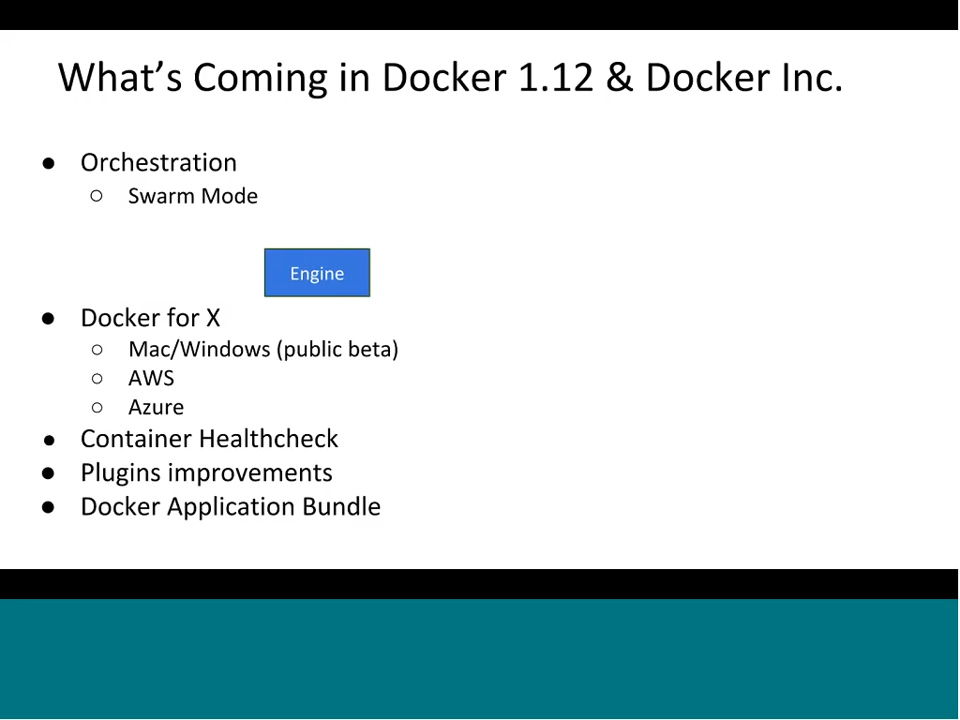 What’s Coming in Docker 1.12 & Docker Inc.
● Orchestration
○ Swarm Mode
Engine
● Docker for X
○ Mac/Windows (public beta)
○ AWS
○ Azure
● Container Healthcheck
● Plugins improvements
● Docker Application Bundle